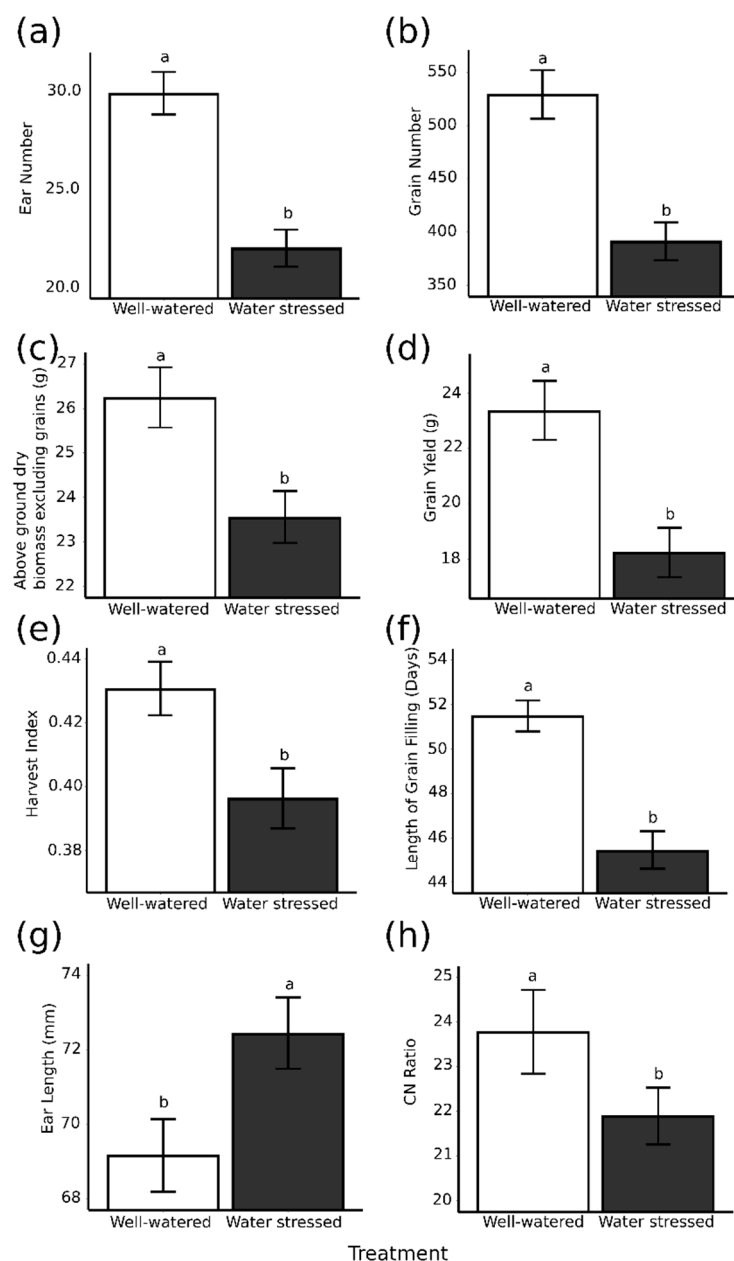 (a)
Ear Number
30.0
25.0
20.0
a
b
Well-watered Water stressed
(b)
Grain Number
550
500
450
400
350
a
b
Well-watered Water stressed
(c)
Above ground dry
biomass excluding grains (g)
27
26
25
24
23
22
a
b
Well-watered Water stressed
(d)
Grain Yield (g)
24
22
20
18
a
b
Well-watered Water stressed
(e)
Harvest Index
0.44
0.42
0.40
0.38
a
b
Well-watered Water stressed
(f)
Length of Grain Filling (Days)
54
52
50
48
46
44
a
b
Well-watered Water stressed
(g)
Ear Length (mm)
74
72
70
68
b
a
Well-watered Water stressed
(h)
CN Ratio
25
24
23
22
21
20
a
b
Well-watered Water stressed
Treatment